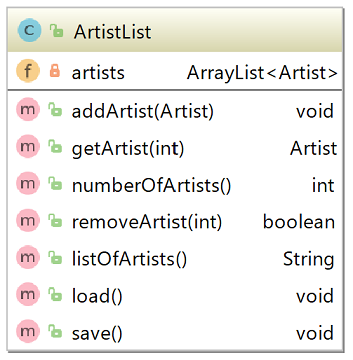 C ArtistList
f artists ArrayList<Artist>
m addArtist(Artist) void
m getArtist(int) Artist
m numberOfArtists() int
m removeArtist(int) boolean
m listOfArtists() String
m load() void
m save() void